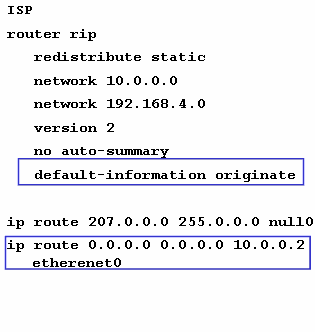 ISP
router rip
redistribute static
network 10.0.0.0
network 192.168.4.0
version 2
no auto-summary
default-information originate
ip route 207.0.0.0 255.0.0.0 null0
ip route 0.0.0.0 0.0.0.0 10.0.0.2
etherenet0